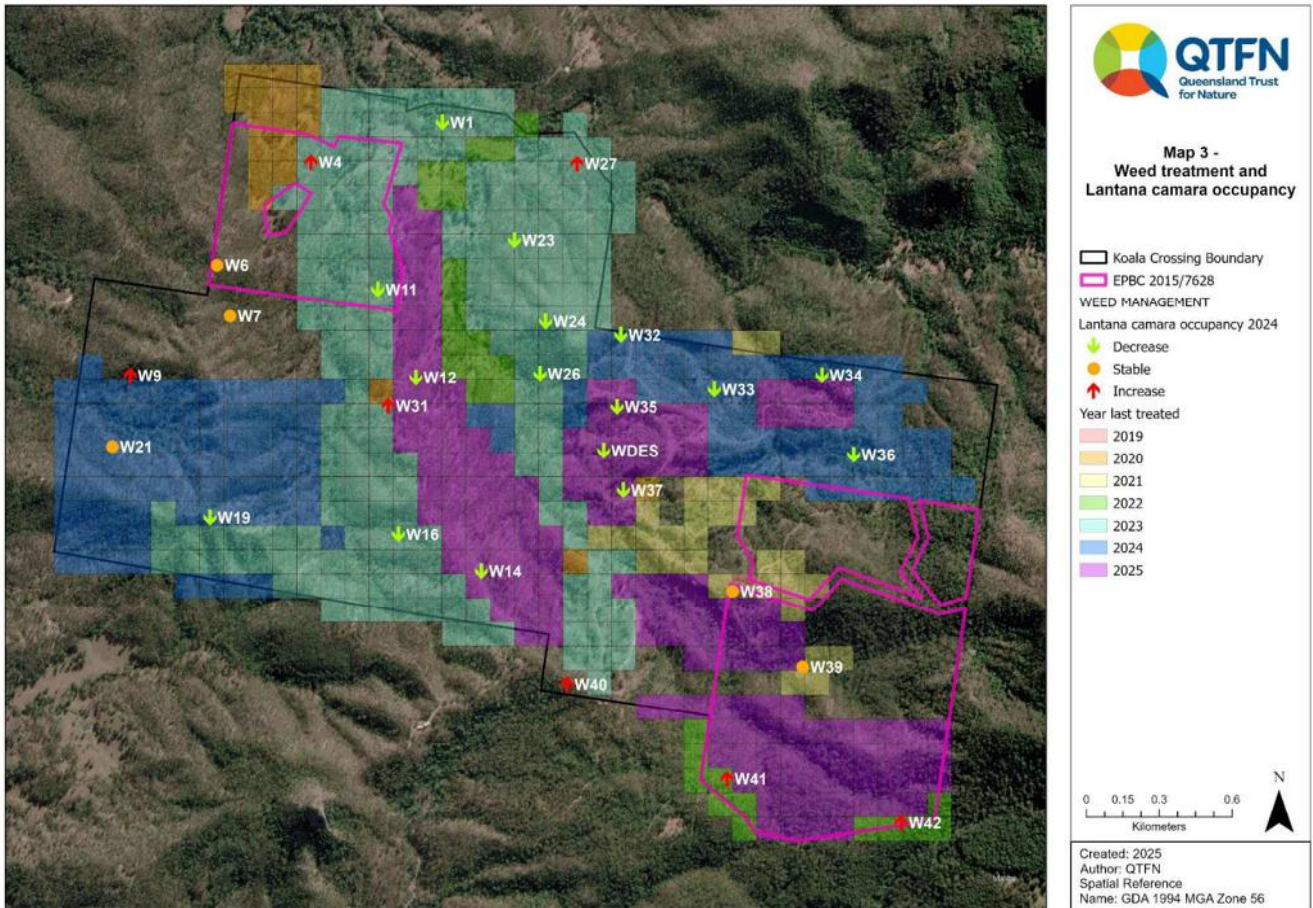 W1
W4
W27
W23
W6
W11
W7
W24
W32
W9
W12
W26
W33
W34
W31
W35
W21
WDES
W36
W37
W19
W16
W14
W38
W39
W40
W41
W42
QTFN
Queensland Trust
for Nature
Map 3 -
Weed treatment and
Lantana camara occupancy
Koala Crossing Boundary
EPBC 2015/7628
WEED MANAGEMENT
Lantana camara occupancy 2024
Decrease
Stable
Increase
Year last treated
2019
2020
2021
2022
2023
2024
2025
N
0 0.15 0.3 0.6
Kilometers
Created: 2025
Author: QTFN
Spatial Reference
Name: GDA 1994 MGA Zone 56